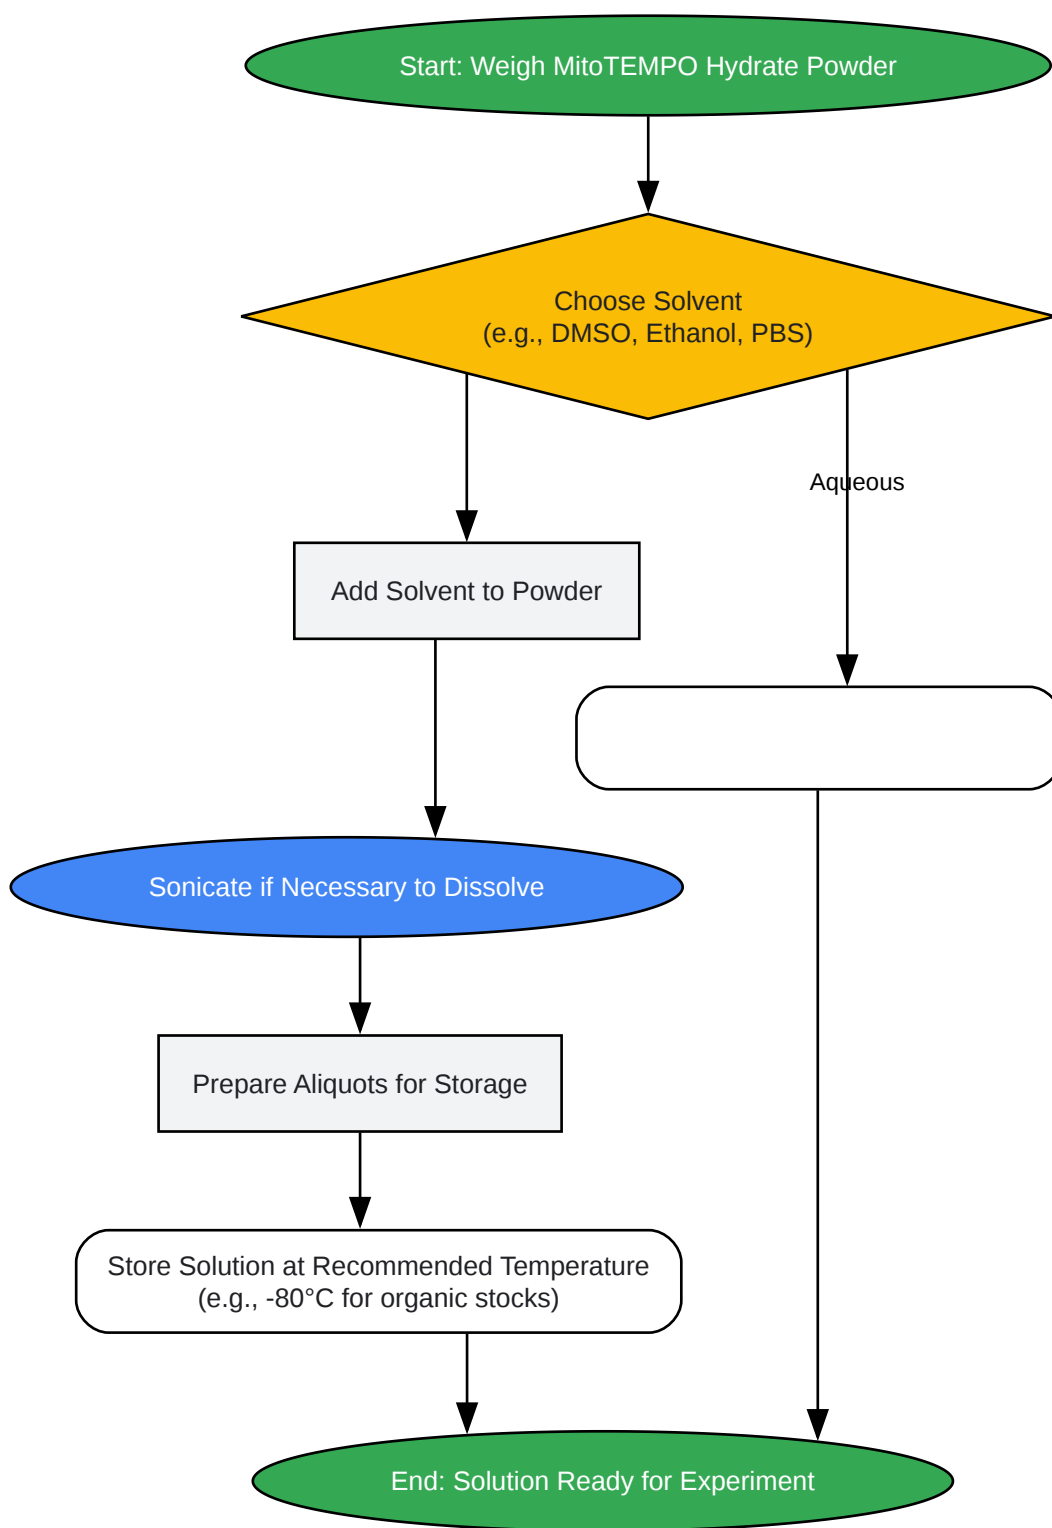 Start: Weigh MitoTEMPO Hydrate Powder
Choose Solvent
(e.g., DMSO, Ethanol, PBS)
Aqueous
Add Solvent to Powder
Sonicate if Necessary to Dissolve
Prepare Aliquots for Storage
Store Solution at Recommended Temperature
(e.g., -80°C for organic stocks)
End: Solution Ready for Experiment